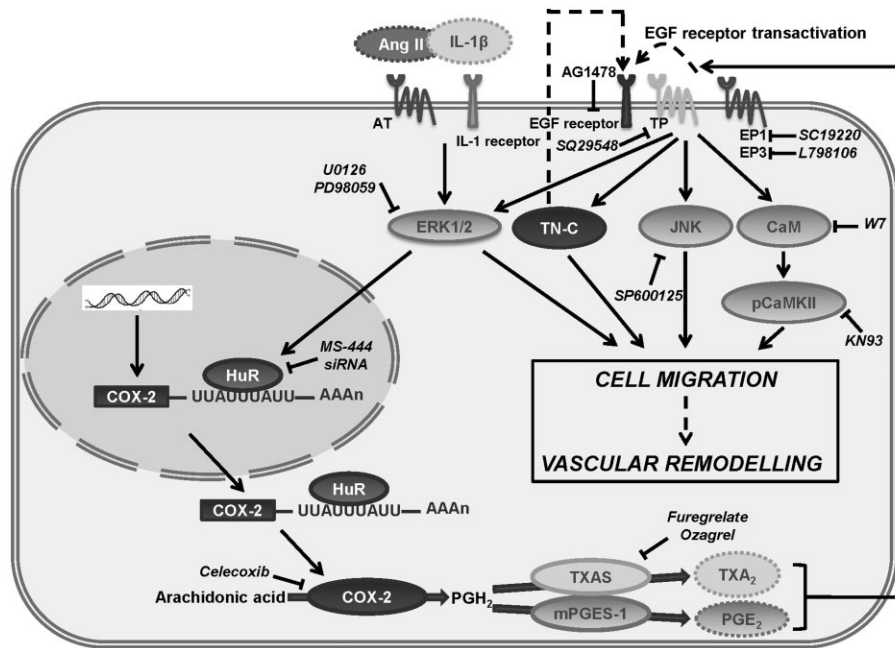 Ang II
IL-1β
EGF receptor transactivation
AG1478
AT
IL-1 receptor
EGF receptor
TP
SQ29548
EP1
SC19220
EP3
L798106
U0126
PD98059
ERK1/2
TN-C
JNK
CaM
W7
SP600125
pCaMKII
KN93
MS-444
siRNA
HuR
COX-2
UUAUUUAUU
AAAn
CELL MIGRATION
VASCULAR REMODELLING
HuR
COX-2
UUAUUUAUU
AAAn
Furegrelate
Ozagrel
Celecoxib
Arachidonic acid
COX-2
PGH₂
TXAS
TXA₂
mPGES-1
PGE₂